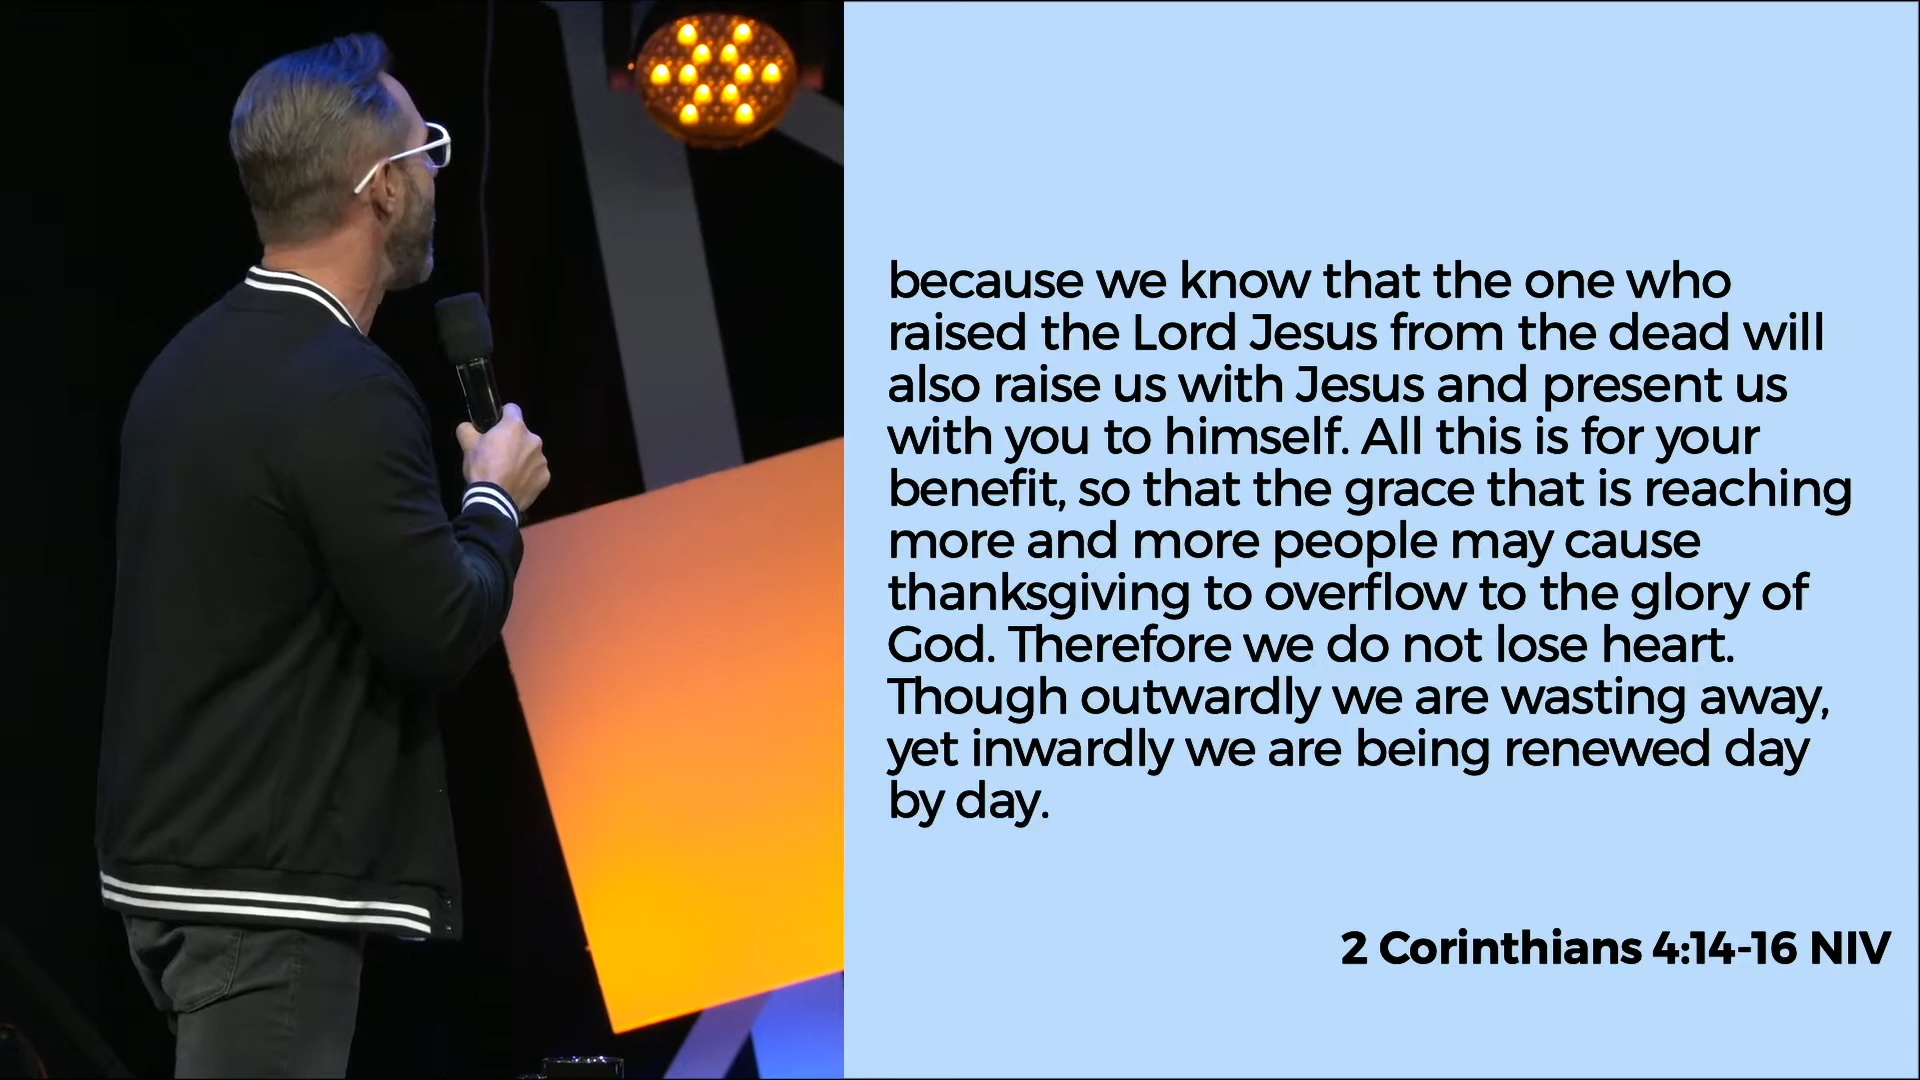 because we know that the one who
raised the Lord Jesus from the dead will
also raise us with Jesus and present us
with you to himself. All this is for your
benefit, so that the grace that is reaching
more and more people may cause
thanksgiving to overflow to the glory of
God. Therefore we do not lose heart.
Though outwardly we are wasting away,
yet inwardly we are being renewed day
by day.
2 Corinthians 4:14-16 NIV